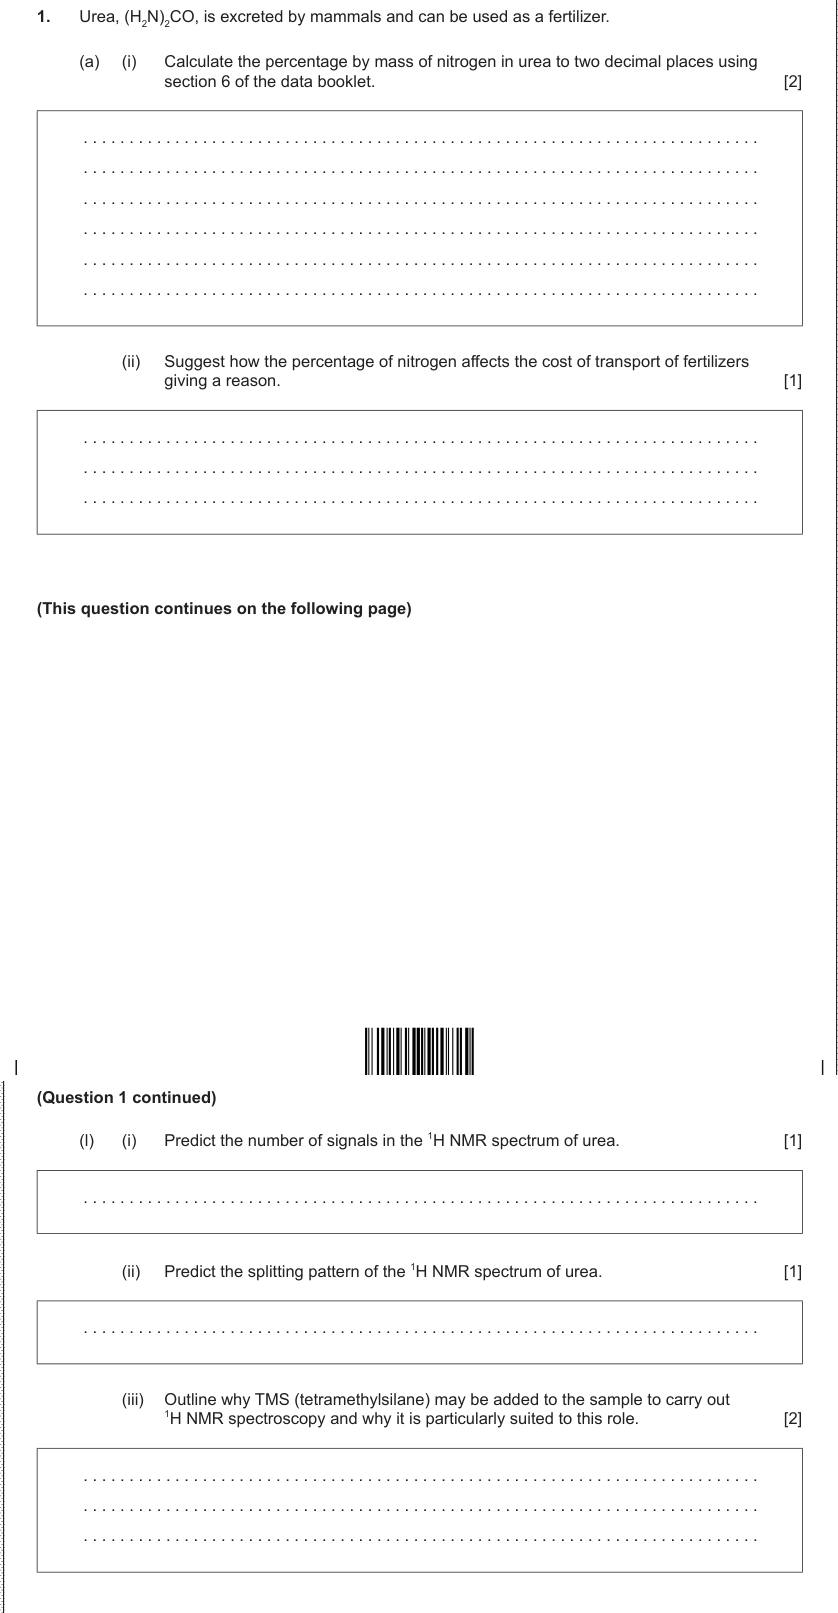 1. Urea, (H₂N)₂CO, is excreted by mammals and can be used as a fertilizer.
(a) (i) Calculate the percentage by mass of nitrogen in urea to two decimal places using
section 6 of the data booklet. [2]
(ii) Suggest how the percentage of nitrogen affects the cost of transport of fertilizers
giving a reason. [1]
(This question continues on the following page)
(Question 1 continued)
(l) (i) Predict the number of signals in the ¹H NMR spectrum of urea. [1]
(ii) Predict the splitting pattern of the ¹H NMR spectrum of urea. [1]
(iii) Outline why TMS (tetramethylsilane) may be added to the sample to carry out
¹H NMR spectroscopy and why it is particularly suited to this role. [2]